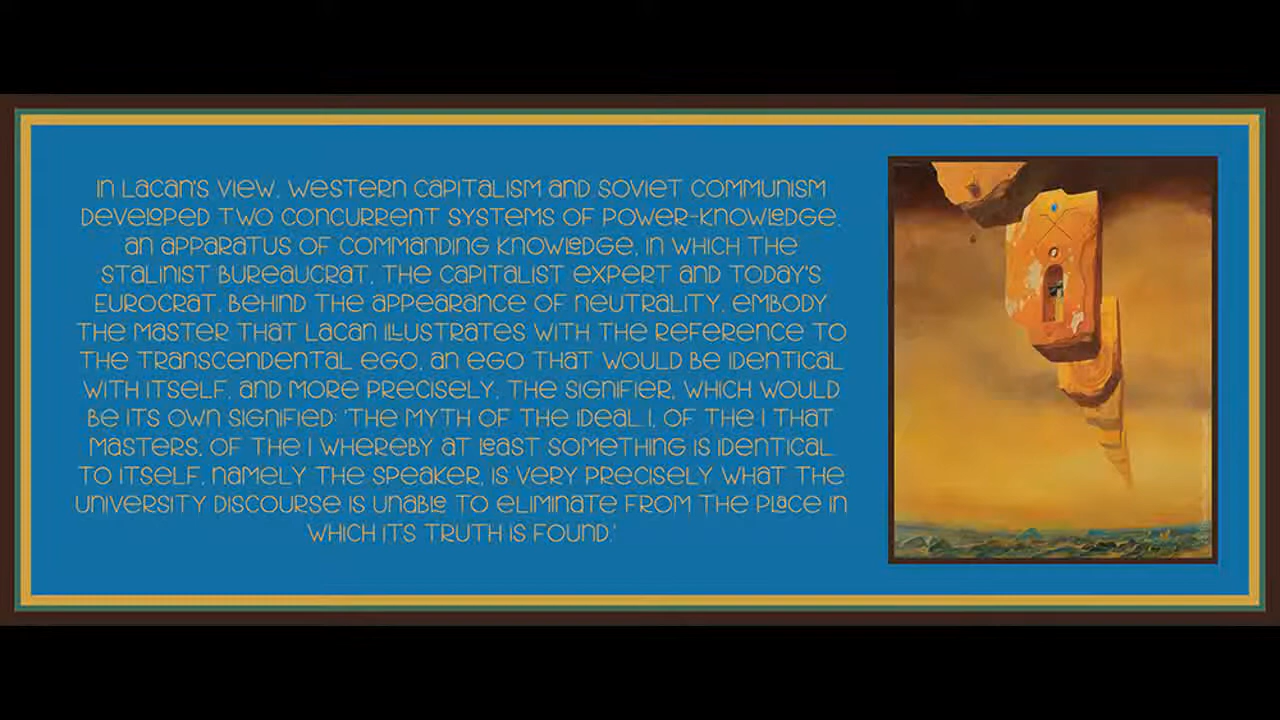 In Lacan's view, Western capitalism and Soviet communism
developed two concurrent systems of power-knowledge,
an apparatus of commanding knowledge, in which the
Stalinist bureaucrat, the capitalist expert and today's
Eurocrat, behind the appearance of neutrality, embody
the master that Lacan illustrates with the reference to
the transcendental ego, an ego that would be identical
with itself, and more precisely, the signifier, which would
be its own signified: 'The myth of the ideal I, of the I that
masters, of the I whereby at least something is identical
to itself, namely the speaker, is very precisely what the
university discourse is unable to eliminate from the place in
which its truth is found.'